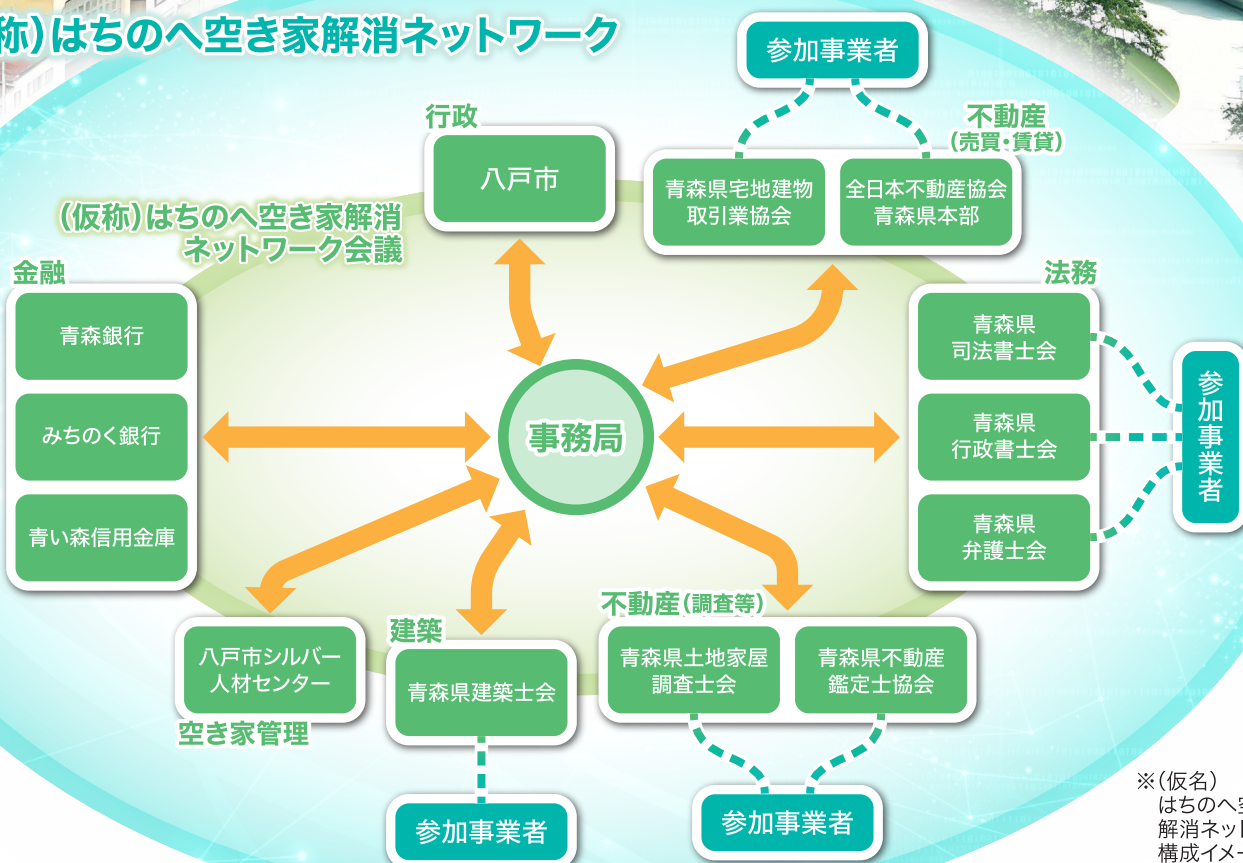 称)はちのへ空き家解消ネットワーク
参加事業者
行政
八戸市
不動産
(売買・賃貸)
青森県宅地建物
取引業協会
全日本不動産協会
青森県本部
(仮称)はちのへ空き家解消
ネットワーク会議
金融
青森銀行
みちのく銀行
青い森信用金庫
法務
青森県
司法書士会
青森県
行政書士会
青森県
弁護士会
参加事業者
事務局
八戸市シルバー
人材センター
空き家管理
建築
青森県建築士会
参加事業者
不動産(調査等)
青森県土地家屋
調査士会
青森県不動産
鑑定士協会
参加事業者
※(仮名)
はちのへ空
解消ネット
構成イメー